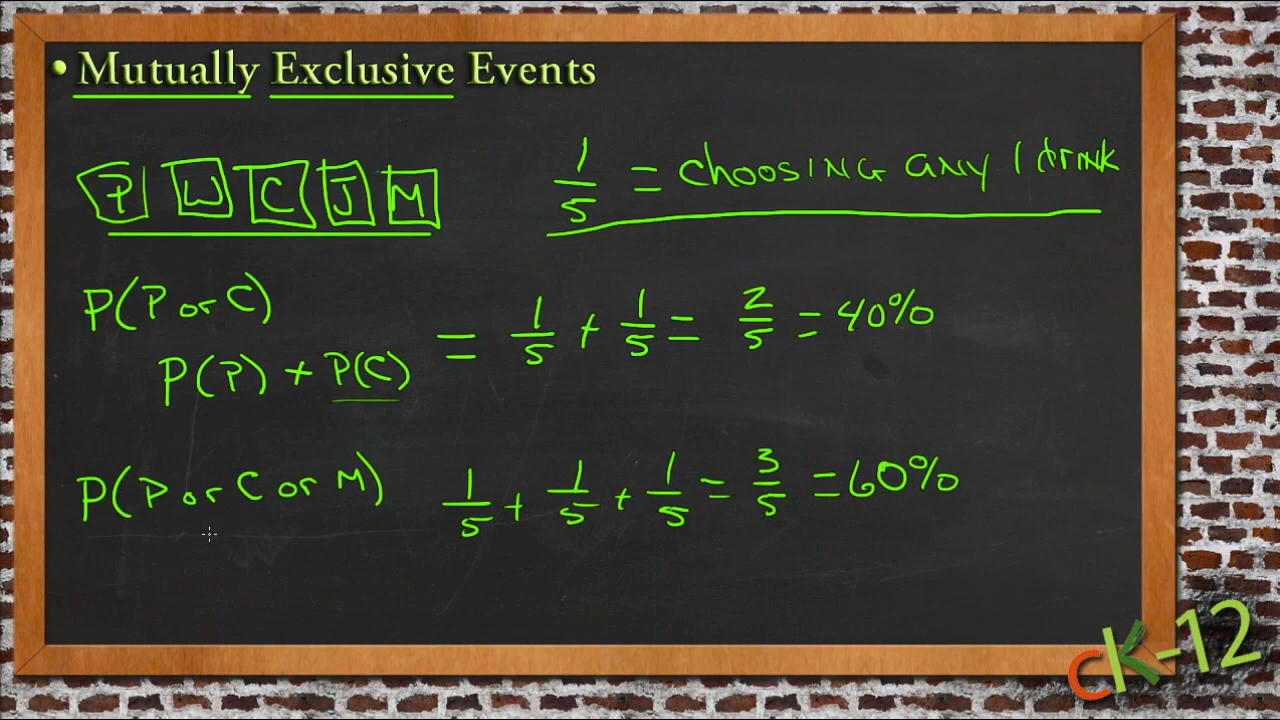 • Mutually Exclusive Events
P W C J M
1/5 = choosing any 1 drink
P(P or C)
P(P) + P(C) = 1/5 + 1/5 = 2/5 = 40%
P(P or C or M) 1/5 + 1/5 + 1/5 = 3/5 = 60%
CK-12